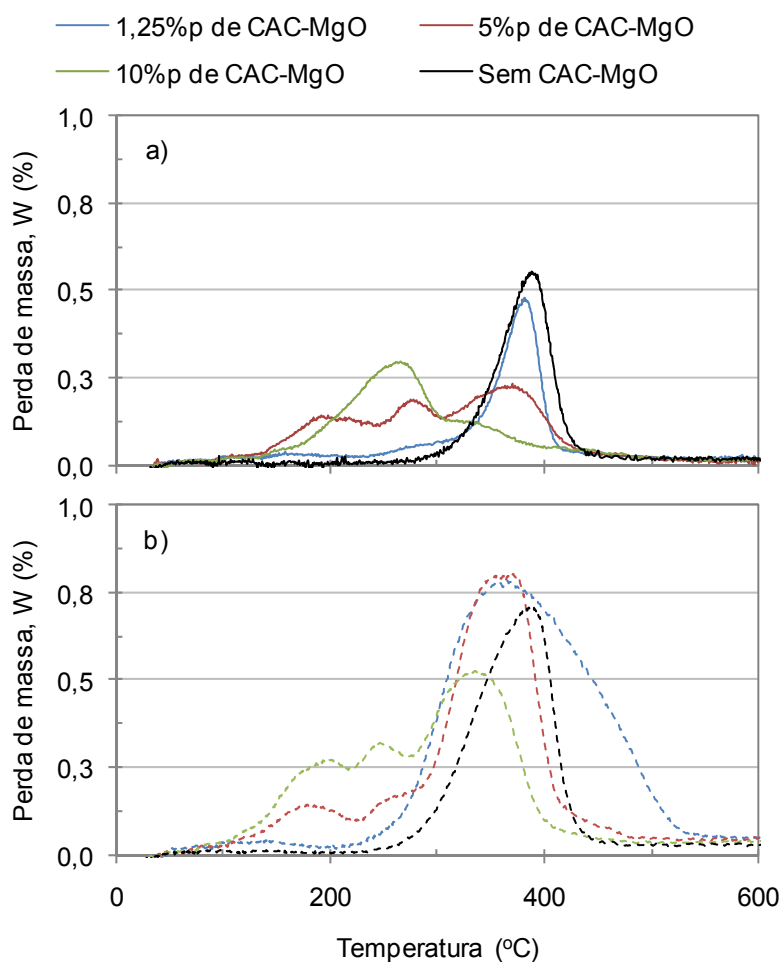 1,25%p de CAC-MgO 5%p de CAC-MgO
10%p de CAC-MgO Sem CAC-MgO
Perda de massa, W (%)
1,0
0,8
0,5
0,3
0,0
a)
Perda de massa, W (%)
1,0
0,8
0,5
0,3
0,0
b)
0 200 400 600
Temperatura (ºC)